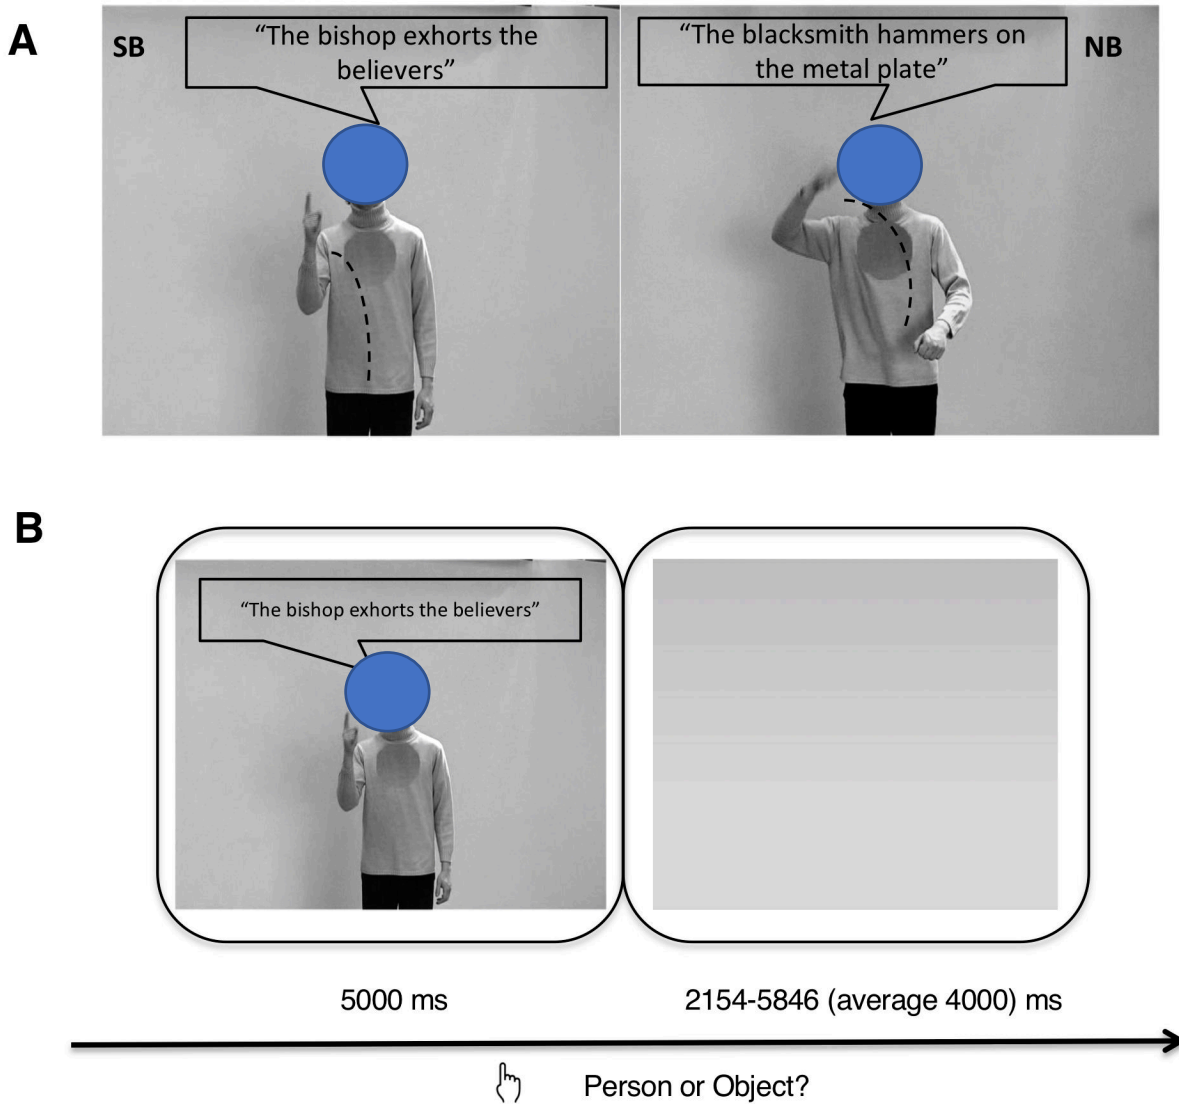 A
SB
“The bishop exhorts the
believers”
“The blacksmith hammers on
the metal plate”
NB
B
“The bishop exhorts the believers”
5000 ms
2154-5846 (average 4000) ms
Person or Object?